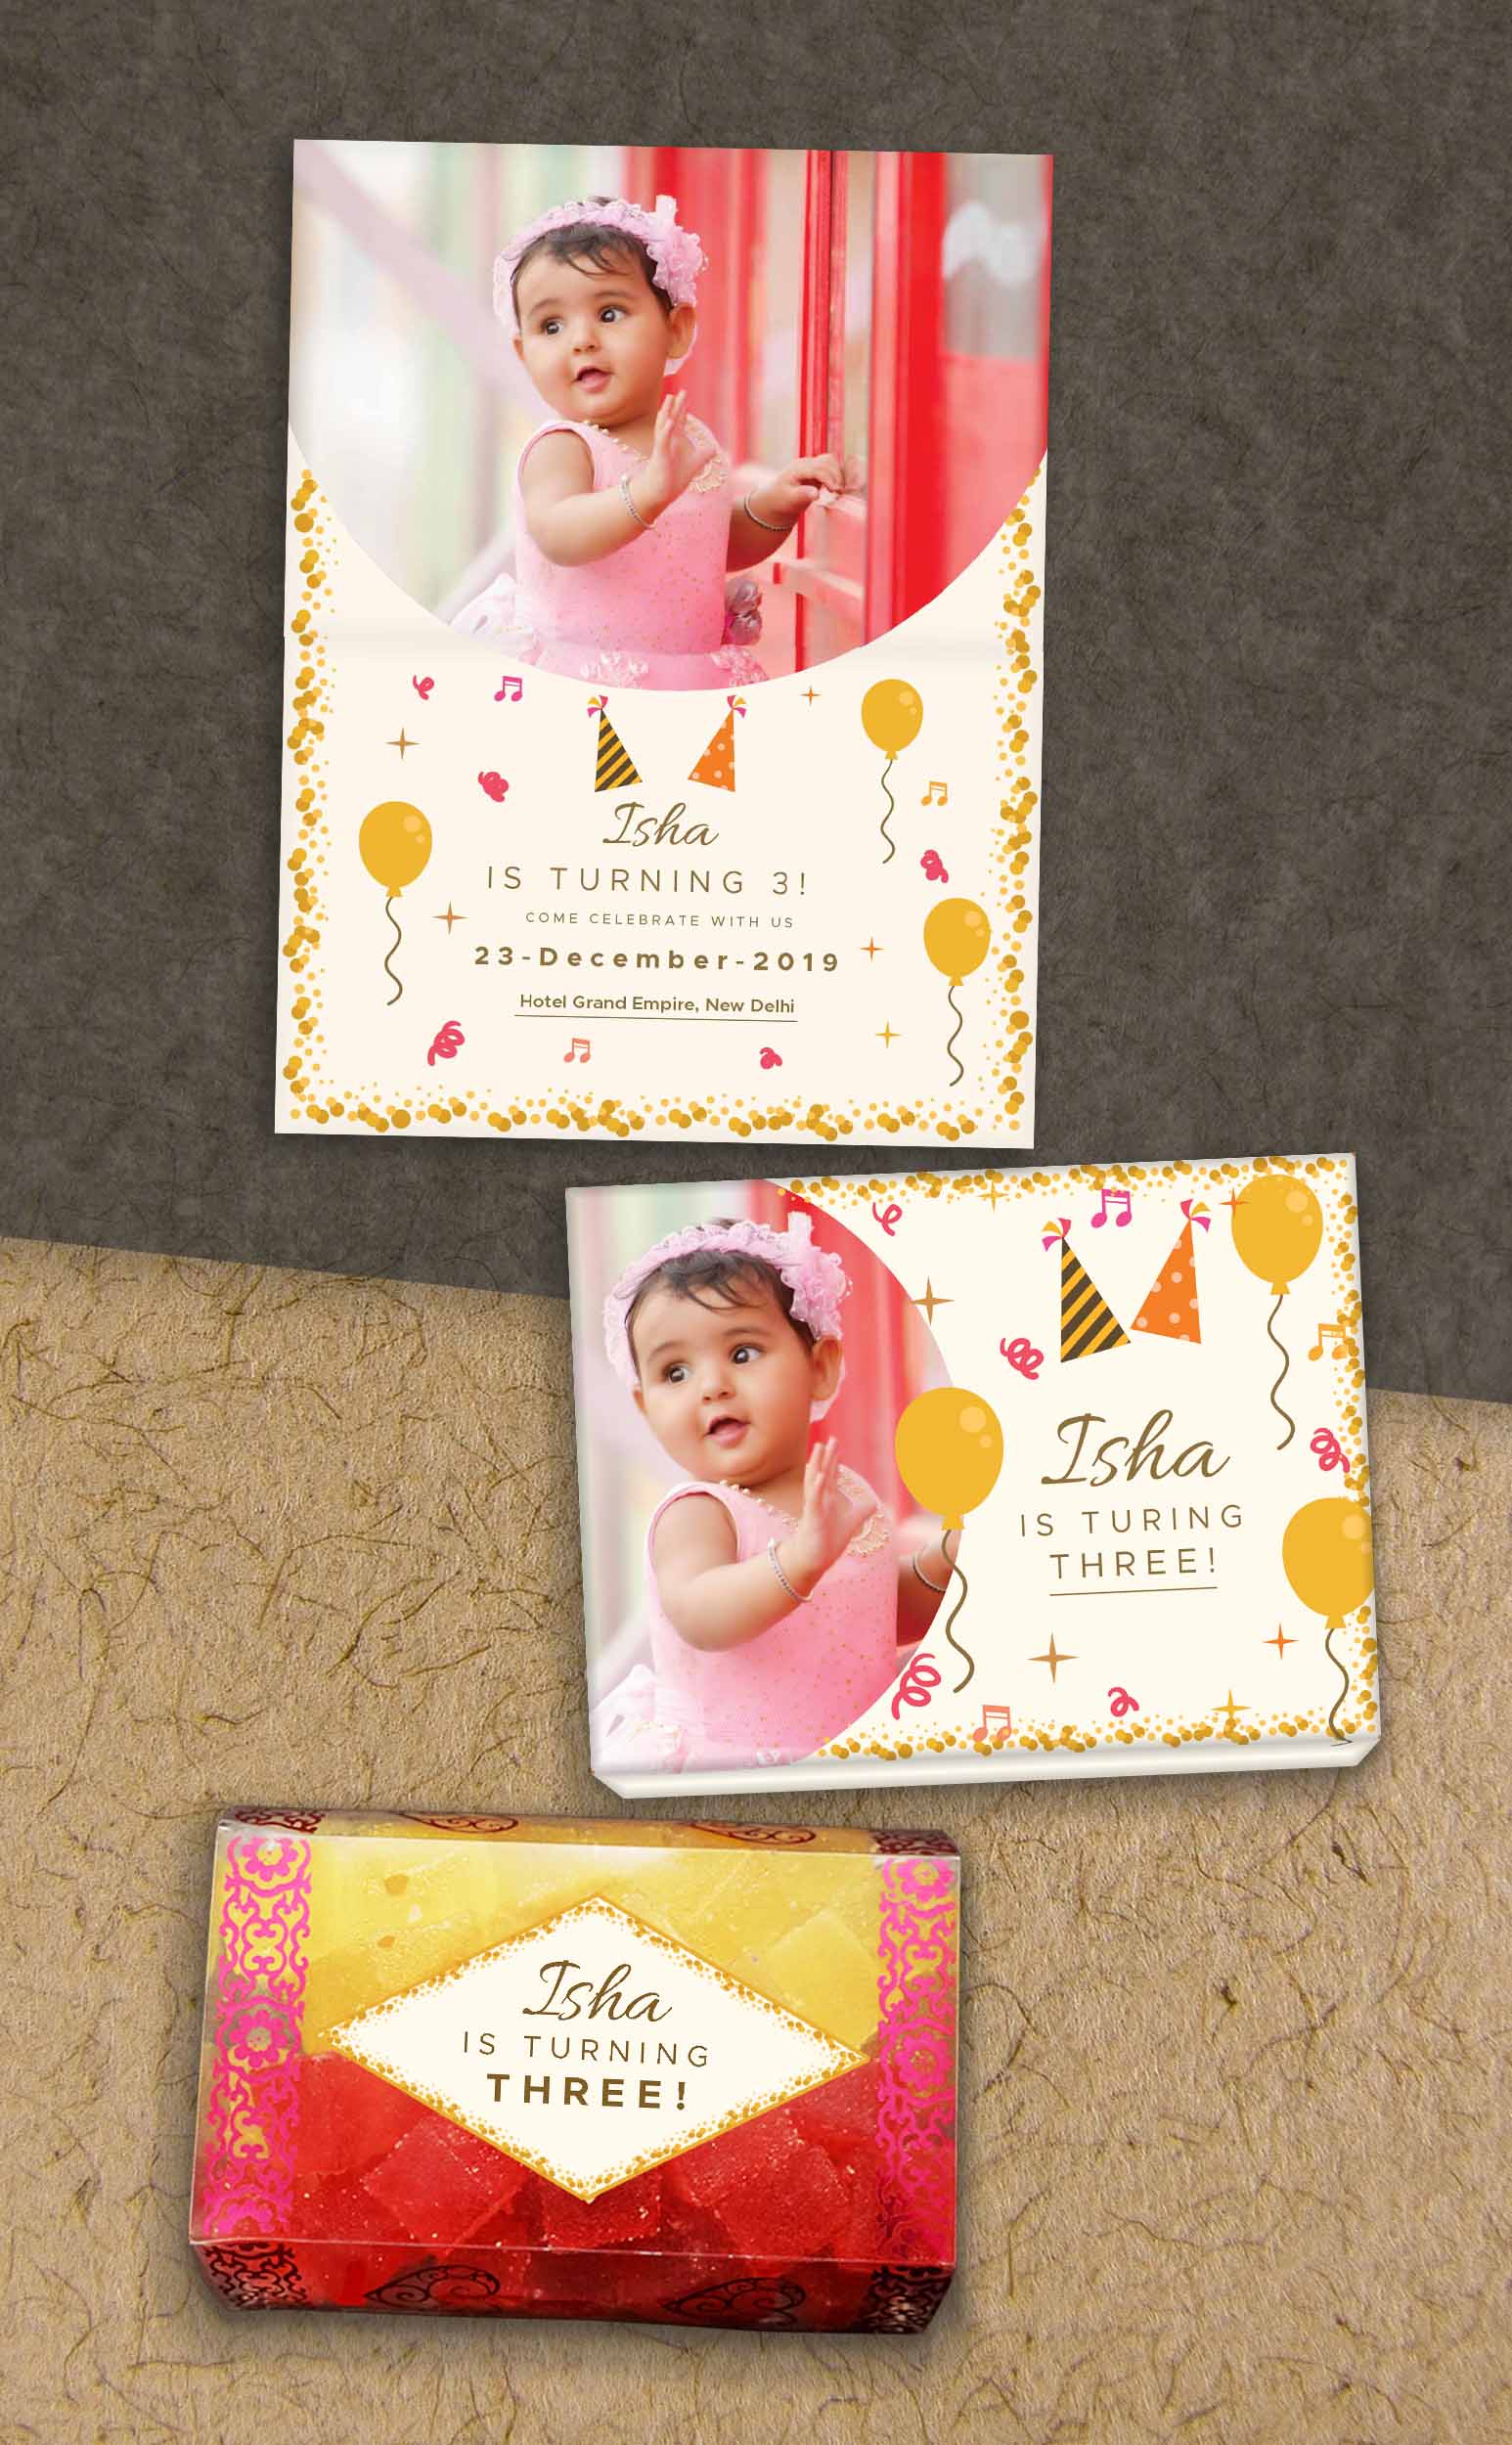 Isha
IS TURNING 3!
COME CELEBRATE WITH US
23-December-2019
Hotel Grand Empire, New Delhi
Isha
IS TURING
THREE!
Isha
IS TURNING
THREE!